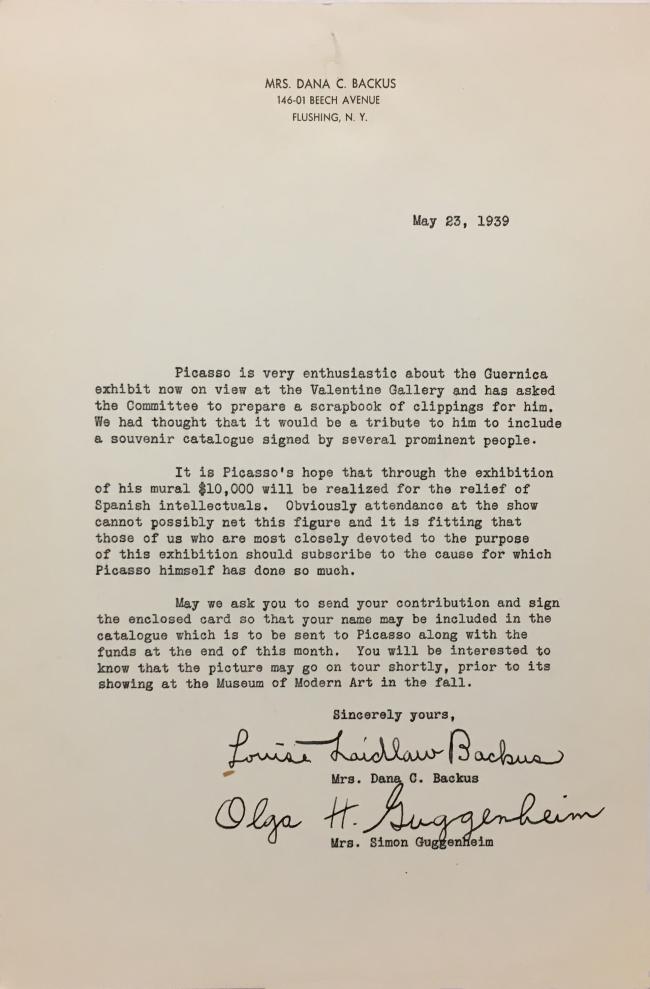 MRS. DANA C. BACKUS
146-01 BEECH AVENUE
FLUSHING, N. Y.
May 23, 1939
Picasso is very enthusiastic about the Guernica
exhibit now on view at the Valentine Gallery and has asked
the Committee to prepare a scrapbook of clippings for him.
We had thought that it would be a tribute to him to include
a souvenir catalogue signed by several prominent people.
It is Picasso's hope that through the exhibition
of his mural $10,000 will be realized for the relief of
Spanish intellectuals. Obviously attendance at the show
cannot possibly net this figure and it is fitting that
those of us who are most closely devoted to the purpose
of this exhibition should subscribe to the cause for which
Picasso himself has done so much.
May we ask you to send your contribution and sign
the enclosed card so that your name may be included in the
catalogue which is to be sent to Picasso along with the
funds at the end of this month. You will be interested to
know that the picture may go on tour shortly, prior to its
showing at the Museum of Modern Art in the fall.
Sincerely yours,
Louise Laidlaw Backus
Mrs. Dana C. Backus
Olga H. Guggenheim
Mrs. Simon Guggenheim